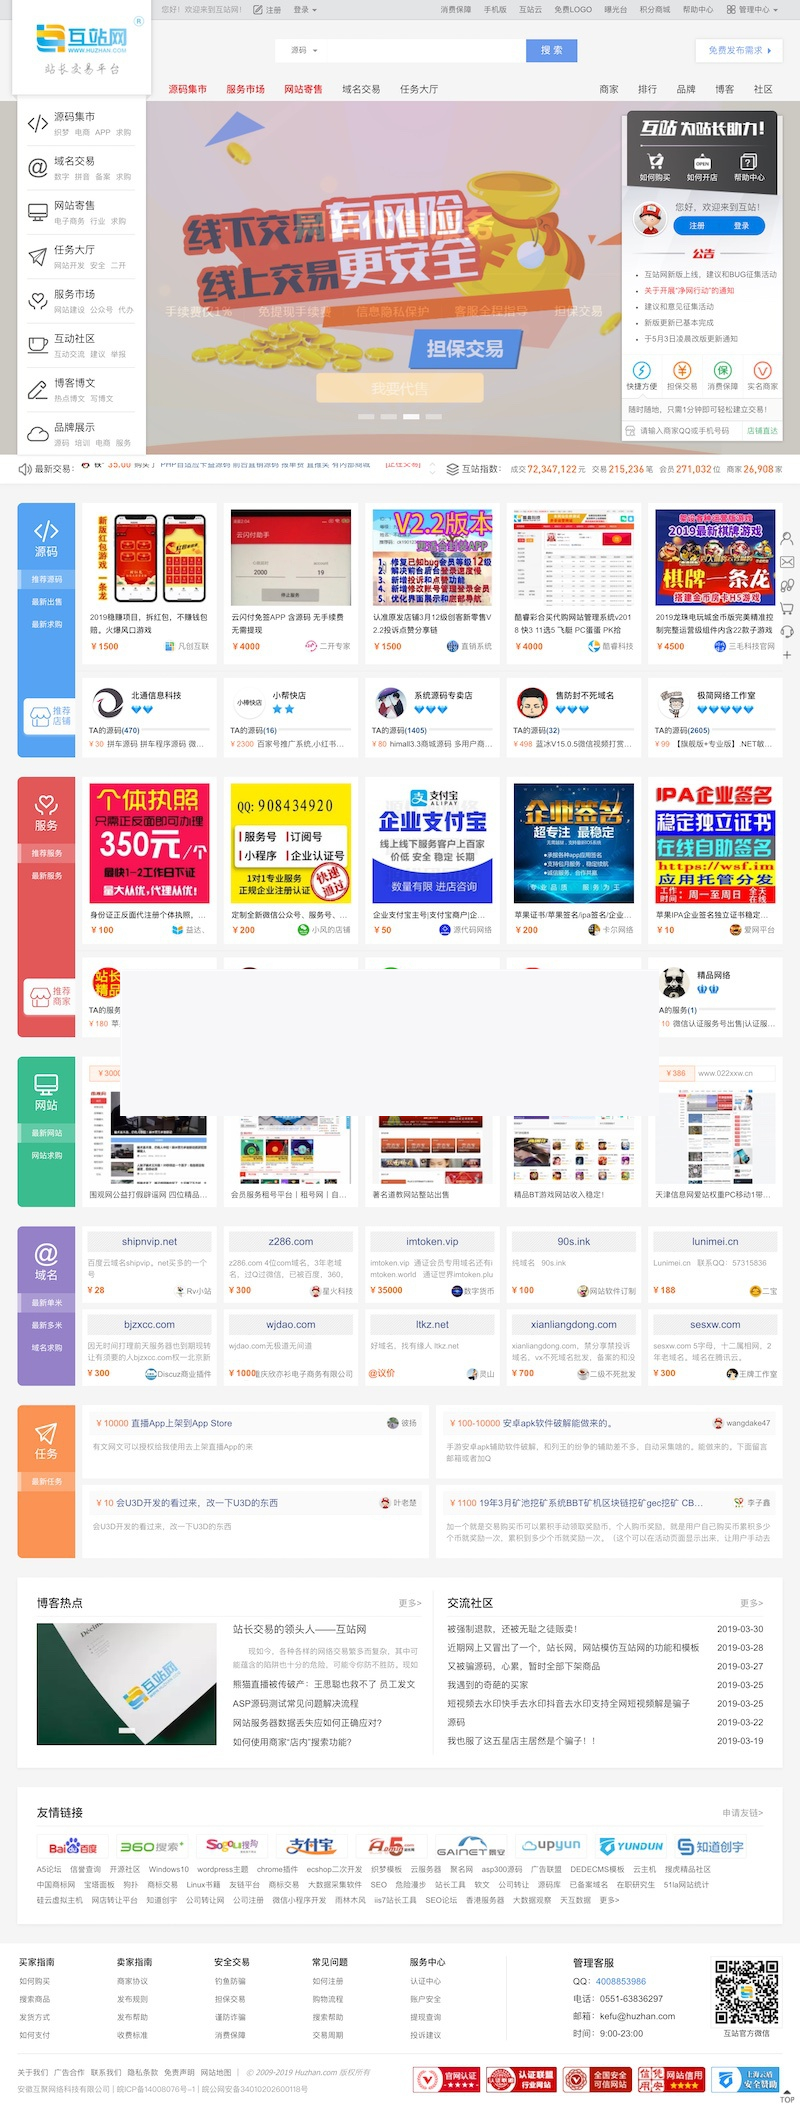 您好！欢迎来到互站网！ 注册 登录
消费保障 手机版 互站云 免费LOGO 曝光台 积分商城 帮助中心 管理中心
互站网
WWW.HUZHAN.COM
站长交易平台
源码 搜 索
免费发布需求
源码集市 服务市场 网站寄售 域名交易 任务大厅 商家 排行 品牌 博客 社区
源码集市
织梦 电商 APP 求购
域名交易
数字 拼音 备案 求购
网站寄售
电子商务 行业 求购
任务大厅
网站开发 安全 二开
服务市场
网站建设 公众号 代办
互动社区
互动交流 建议 举报
博客博文
热点博文 写博文
品牌展示
源码 培训 电商 服务
线下交易有风险
线上交易更安全
手续费仅1% 免提现手续费 信息隐私保护 客服全程指导 担保交易
担保交易
我要代售
互站 为站长助力！
如何购买 如何开店 帮助中心
您好，欢迎来到互站！
注册 登录
公告
互站网新版上线，建议和BUG征集活动
关于开展"净网行动"的通知
建议和意见征集活动
新版更新已基本完成
于5月3日凌晨改版更新通知
快捷方便 担保交易 消费保障 实名商家
随时随地，只需1分钟即可轻松建立交易！
请输入商家QQ或手机号码 店铺直达
最新交易：
互站指数： 成交 72,347,122 元 交易 215,236 笔 会员 271,032 位 商家 26,908 家
源码
推荐源码
最新出售
最新求购
推荐店铺
2019稳赚项目，拆红包，不赚钱包赔。火爆风口游戏
¥ 1500 凡创互联
云闪付免签APP 含源码 无手续费 无需提现
¥ 4000 二开专家
认准原发店铺3月12级创客新零售V2.2投诉点赞分享链
¥ 1500 直销系统
酷睿彩合买代购网站管理系统v2018 快3 11选5 飞艇 PC蛋蛋 PK拾
¥ 4000 酷睿科技
2019龙珠电玩城金币版完美精准控制完整运营级组件内含22款子游戏
¥ 4500 三毛科技官网
北通信息科技
TA的源码(470)
¥ 30 拼车源码 拼车程序源码 微...
小帮快店
TA的源码(16)
¥ 2300 百家号推广系统,小红书...
系统源码专卖店
TA的源码(1405)
¥ 80 himall3.3商城源码 多用户商...
售防封不死域名
TA的源码(32)
¥ 498 蓝冰V15.0.5微信视频打赏...
极简网络工作室
TA的源码(2605)
¥ 99 【旗舰版+专业版】.NET敏...
服务
推荐服务
最新服务
推荐商家
个体执照
只需正反面即可办理
350元/个
最快1-2工作日下证
量大从优,代理从优!
QQ: 908434920
服务号 订阅号
小程序 企业认证号
1对1专业服务
正规企业注册认证
快速通过
支付宝
ALIPAY
企业支付宝
线上线下服务客户上百家
价低 安全 稳定 长期
数量有限 进店咨询
企业签名
超专注 最稳定
IPA企业签名
稳定独立证书
在线自助签名
https://wsf.im
应用托管分发
工作时间: 周一至周日 全天在线
身份证正反面代注册个体执照，...
¥ 100 益达.
定制全新微信公众号、服务号、...
¥ 200 小风的店铺
企业支付宝主号|支付宝商户|企...
¥ 50 源代码网络
苹果证书/苹果签名/ipa签名/企业...
¥ 200 卡尔网络
苹果IPA企业签名独立证书稳定...
¥ 10 爱网平台
TA的服务
¥ 180
精品网络
A的服务(1)
10 微信认证服务号出售|认证服...
网站
最新网站
网站求购
¥ 3000
¥ 386 www.022xxw.cn
围观网公益打假辟谣网 四位精品...
会员服务租号平台 | 租号网 | 自...
著名道教网站整站出售
精品BT游戏网站收入稳定!
天津信息网爱站权重PC移动1带...
域名
最新单米
最新多米
域名求购
shipnvip.net
百度云域名shipvip。net买多的一个号
¥ 28 Rv小站
z286.com
z286.com 4位com域名，3年老域名，过Q过微信，已被百度，360,
¥ 300 星火科技
imtoken.vip
imtoken.vip 通证会员专用域名还有imtoken.world 通证世界imtoken.plu
¥ 35000 数字货币
90s.ink
纯域名 90s.ink
¥ 100 网站软件订制
lunimei.cn
Lunimei.cn 联系QQ：57315836
¥ 188 二宝
bjzxcc.com
因无时间打理前天服务器也到期现转让有须要的人bjzxcc.com权一北京新
¥ 300 Discuz商业插件
wjdao.com
wjdao.com无极道无问道
¥ 1000 重庆欣亦衫电子商务有限公司
ltkz.net
好域名，找有缘人 ltkz.net
@议价 灵山
xianliangdong.com
xianliangdong.com，禁分享禁投诉域名，vx不死域名批发，备案的和没
¥ 700 二级不死批发
sesxw.com
sesxw.com 5字母，十二属相网，2年老域名。域名在腾讯云。
¥ 300 王牌工作室
任务
最新任务
¥ 10000 直播App上架到App Store 彼扬
有文网文可以授权给我使用去上架直播App的来
¥ 100-10000 安卓apk软件破解能做来的。 wangdake47
手游安卓apk辅助软件破解，和列王的纷争的辅助差不多，自动采集啥的。能做来的。下面留言邮箱或者加Q
¥ 10 会U3D开发的看过来，改一下U3D的东西 叶老楚
会U3D开发的看过来，改一下U3D的东西
¥ 1100 19年3月矿池挖矿系统BBT矿机区块链挖矿gec挖矿 CB... 李子鑫
加一个就是交易购买币可以累积手动领取奖励币，个人购币奖励，就是用户自己购买币累积多少个币就奖励一次，累积到多少个币就奖励一次。（这个可以在活动页面显示出来，让用户手动去
博客热点 更多>
站长交易的领头人——互站网
现如今，各种各样的网络交易繁多而复杂，其中可能蕴含的陷阱也十分的危险，可能令你防不胜防，现如
熊猫直播被传破产：王思聪也救不了 员工发文
ASP源码测试常见问题解决流程
网站服务器数据丢失应如何正确应对?
如何使用商家"店内"搜索功能?
交流社区 更多>
被强制退款，还被无耻之徒贩卖！ 2019-03-30
近期网上又冒出了一个，站长网，网站模仿互站网的功能和模板 2019-03-28
又被骗源码，心累，暂时全部下架商品 2019-03-27
我遇到的奇葩的买家 2019-03-25
短视频去水印快手去水印抖音去水印支持全网短视频解是骗子 2019-03-25
源码 2019-03-22
我也服了这五星店主居然是个骗子！！ 2019-03-19
友情链接 申请友链>
Bai百度 360搜索 Sogou搜狗 支付宝 A5 GAINET景安 upyun YUNDUN 知道创宇
A5论坛 信誉查询 开源社区 Windows10 wordpress主题 chrome插件 ecshop二次开发 织梦模板 云服务器 聚名网 asp300源码 广告联盟 DEDECMS模板 云主机 搜虎精品社区
中国商标网 宝塔面板 狗扑 商标交易 Linux书籍 友链平台 商标交易 大数据采集软件 SEO 危险漫步 站长工具 软文 公司转让 源码库 已备案域名 在职研究生 51la网站统计
硅云虚拟主机 网店转让平台 知道创宇 公司转让网 公司注册 微信小程序开发 雨林木风 iis7站长工具 SEO论坛 香港服务器 大数据观察 天互数据 更多>
买家指南
如何购买
搜索商品
发货方式
如何支付
卖家指南
商家协议
发布规则
发布帮助
收费标准
安全交易
钓鱼防骗
担保交易
谨防诈骗
消费保障
常见问题
如何注册
购物流程
搜索帮助
交易周期
服务中心
认证中心
账户安全
提现查询
投诉建议
管理客服
QQ：4008853986
电话：0551-63836297
邮箱：kefu@huzhan.com
时间：9:00-23:00
互站官方微信
关于我们 广告合作 联系我们 隐私条款 免责声明 网站地图 | © 2009-2019 Huzhan.com 版权所有
安徽互聚网络科技有限公司 | 皖ICP备14008076号-1 | 皖公网安备34010202600118号
官网认证
认证联盟
行业网站
全国安全
可信网站
网站信用
上海云盾
安全赞助
TOP